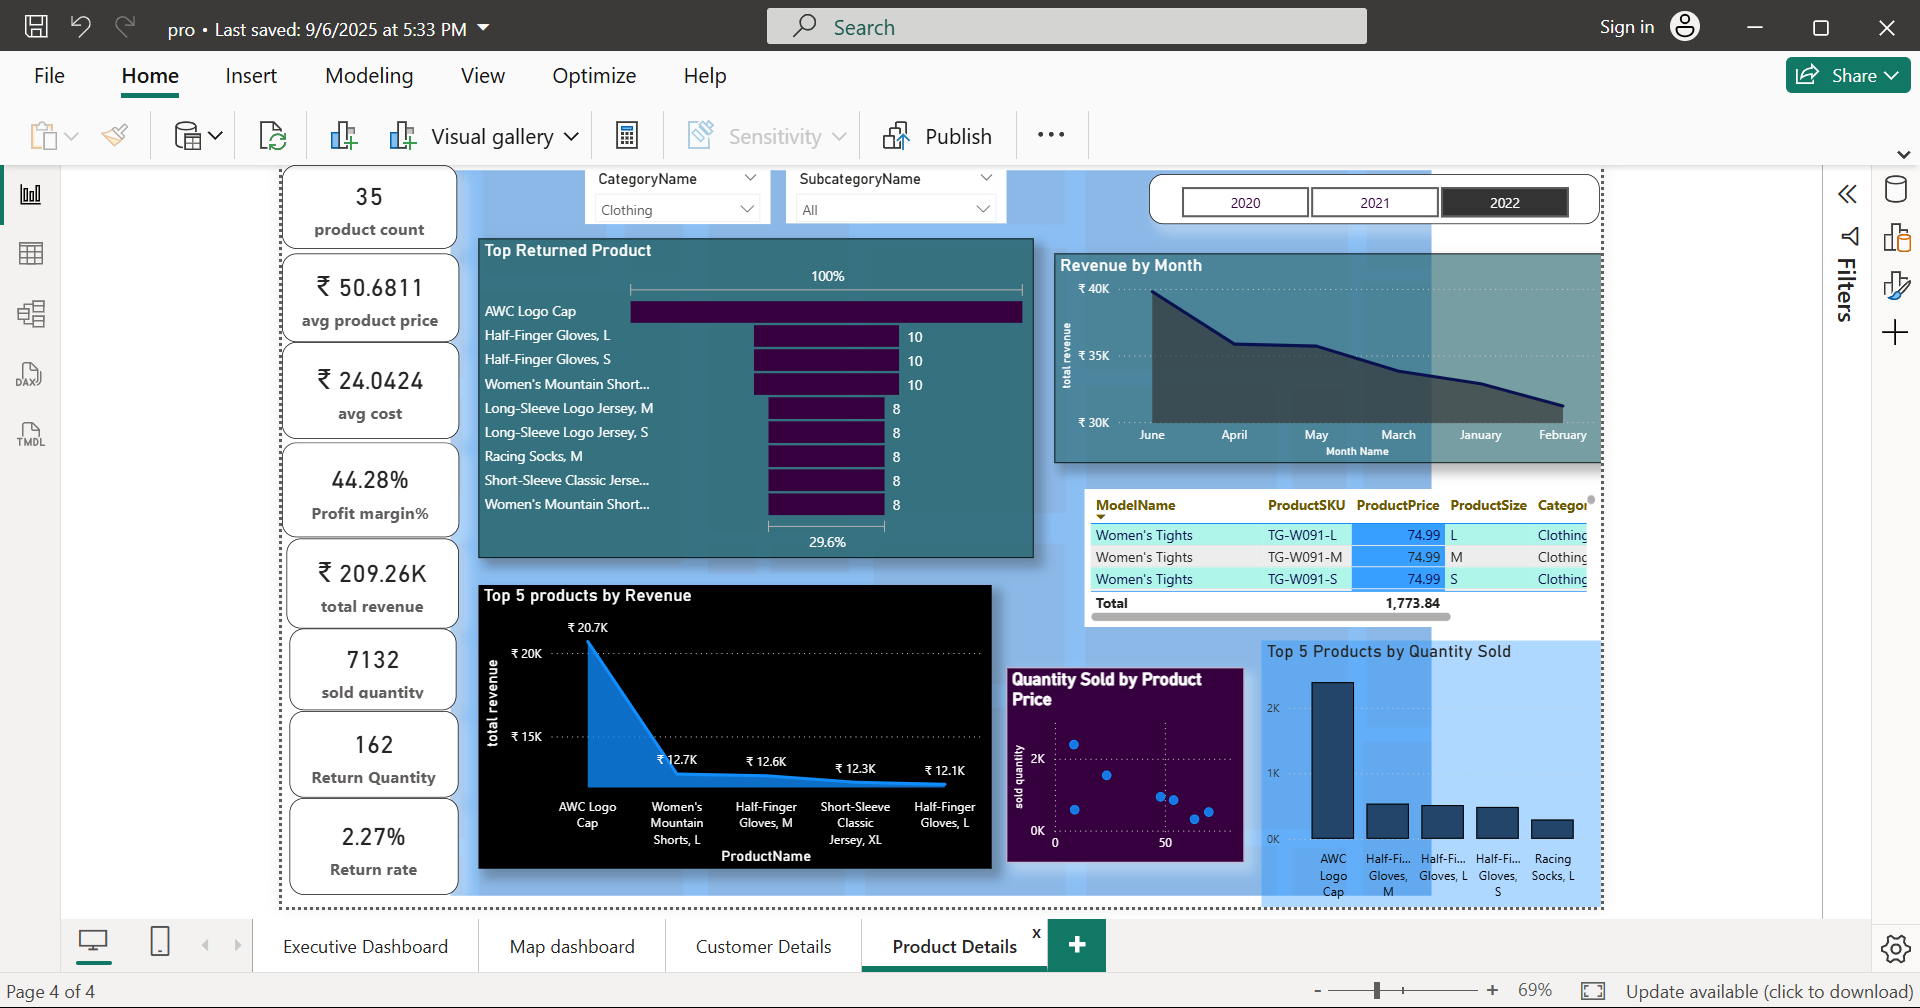 pro • Last saved: 9/6/2025 at 5:33 PM
Search
Sign in
File
Home
Insert
Modeling
View
Optimize
Help
Share
Visual gallery
Sensitivity
Publish
DAX
TMDL
35
product count
₹ 50.6811
avg product price
₹ 24.0424
avg cost
44.28%
Profit margin%
₹ 209.26K
total revenue
7132
sold quantity
162
Return Quantity
2.27%
Return rate
CategoryName
Clothing
SubcategoryName
All
2020
2021
2022
Top Returned Product
100%
AWC Logo Cap
Half-Finger Gloves, L
10
Half-Finger Gloves, S
10
Women's Mountain Short...
10
Long-Sleeve Logo Jersey, M
8
Long-Sleeve Logo Jersey, S
8
Racing Socks, M
8
Short-Sleeve Classic Jerse...
8
Women's Mountain Short...
8
29.6%
Revenue by Month
total revenue
₹ 40K
₹ 35K
₹ 30K
June
April
May
March
January
February
Month Name
ModelName ProductSKU ProductPrice ProductSize Categor
Women's Tights TG-W091-L 74.99 L Clothing
Women's Tights TG-W091-M 74.99 M Clothing
Women's Tights TG-W091-S 74.99 S Clothing
Total 1,773.84
Top 5 products by Revenue
total revenue
₹ 20K
₹ 15K
₹ 20.7K
₹ 12.7K
₹ 12.6K
₹ 12.3K
₹ 12.1K
AWC Logo
Cap
Women's
Mountain
Shorts, L
Half-Finger
Gloves, M
Short-Sleeve
Classic
Jersey, XL
Half-Finger
Gloves, L
ProductName
Quantity Sold by Product
Price
sold quantity
2K
0K
0
50
Top 5 Products by Quantity Sold
2K
1K
0K
AWC
Logo
Cap
Half-Fi...
Gloves,
M
Half-Fi...
Gloves, L
Half-Fi...
Gloves,
S
Racing
Socks, L
Filters
Executive Dashboard
Map dashboard
Customer Details
Product Details
x
Page 4 of 4
69%
Update available (click to download)